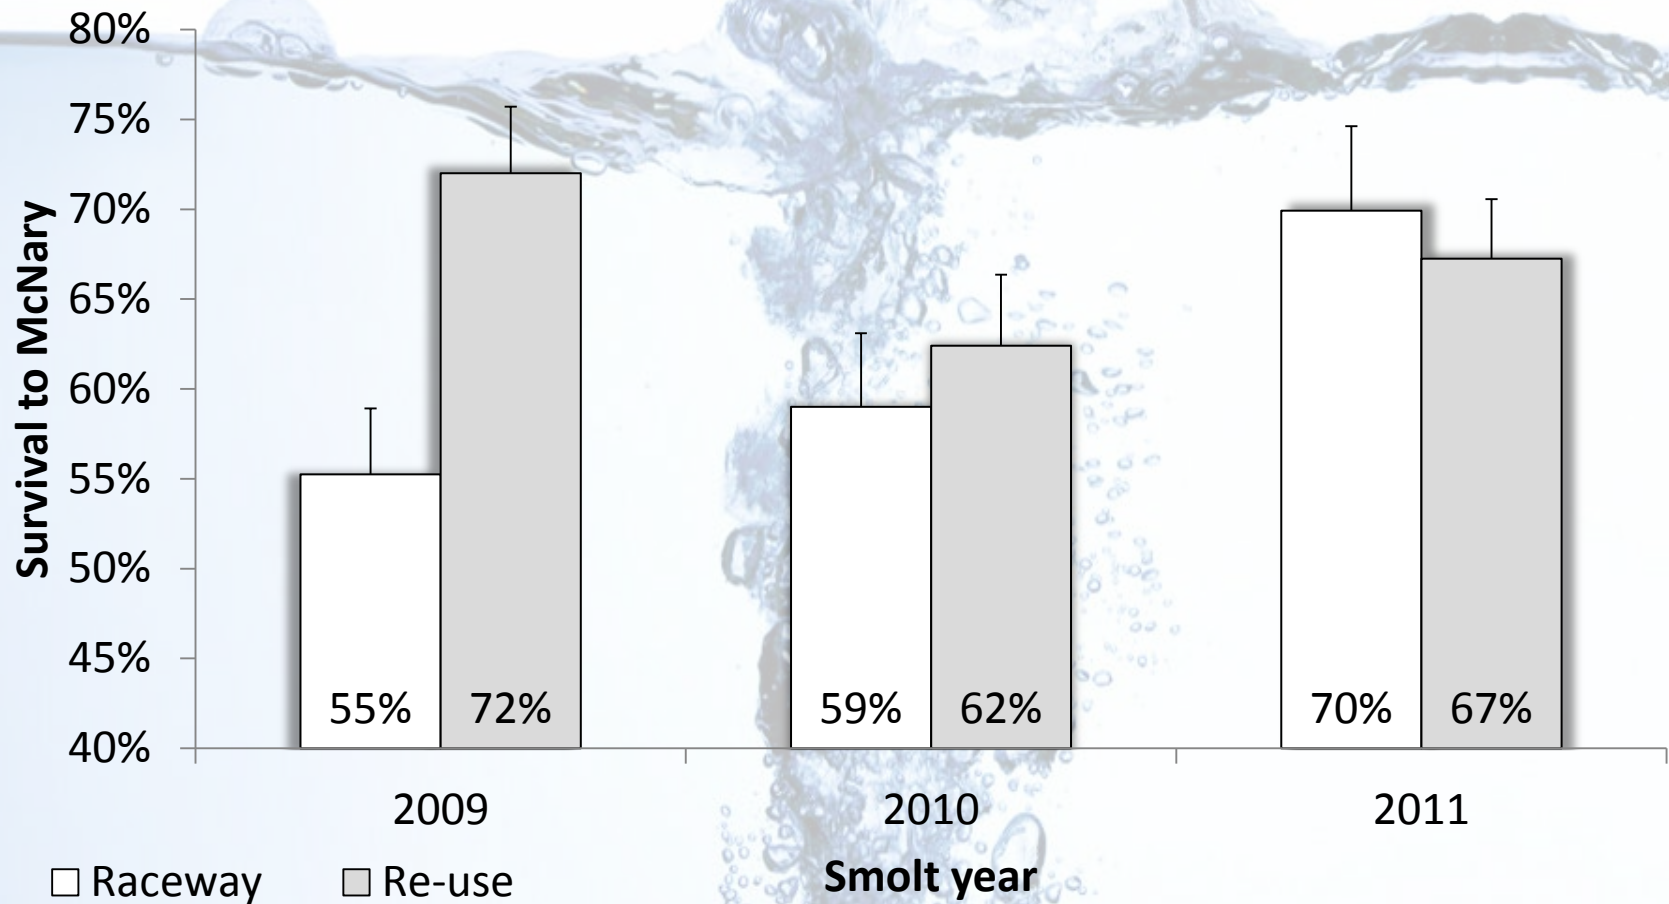 80%
75%
70%
65%
60%
55%
50%
45%
40%
Survival to McNary
55% 72% 59% 62% 70% 67%
2009 2010 2011
Smolt year
Raceway Re-use